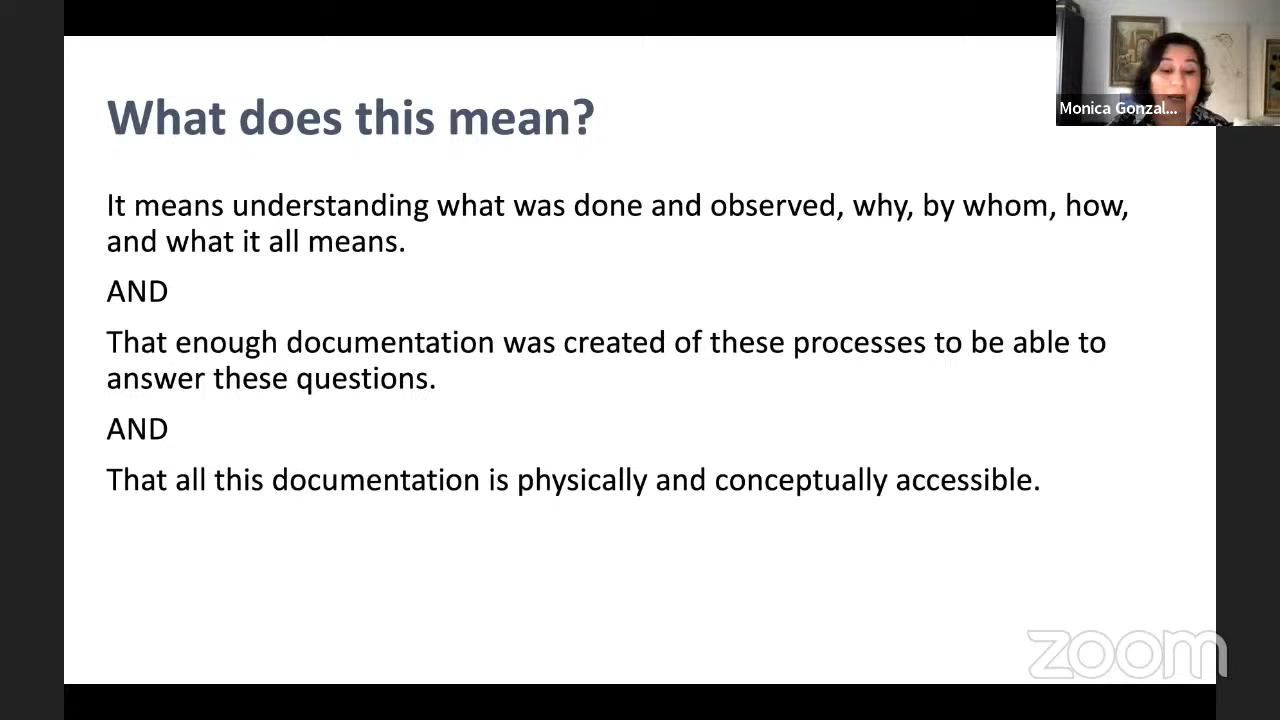 What does this mean?
Monica Gonzal...
It means understanding what was done and observed, why, by whom, how,
and what it all means.
AND
That enough documentation was created of these processes to be able to
answer these questions.
AND
That all this documentation is physically and conceptually accessible.
zoom